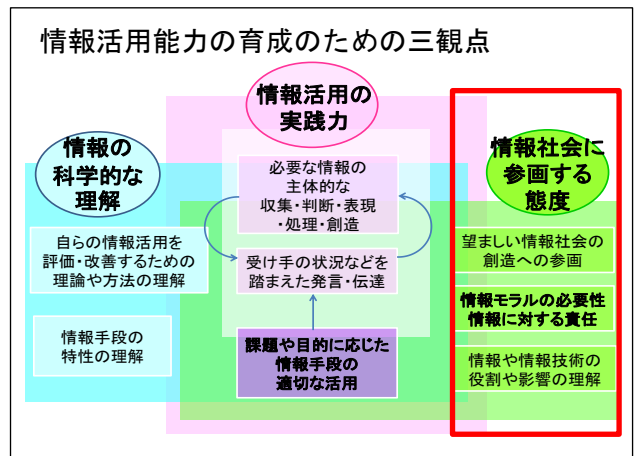 情報活用能力の育成のための三観点
情報活用の
実践力
情報の
科学的な
理解
情報社会に
参画する
態度
必要な情報の
主体的な
収集・判断・表現
・処理・創造
自らの情報活用を
評価・改善するための
理論や方法の理解
受け手の状況などを
踏まえた発言・伝達
望ましい情報社会の
創造への参画
情報モラルの必要性
情報に対する責任
情報手段の
特性の理解
課題や目的に応じた
情報手段の
適切な活用
情報や情報技術の
役割や影響の理解